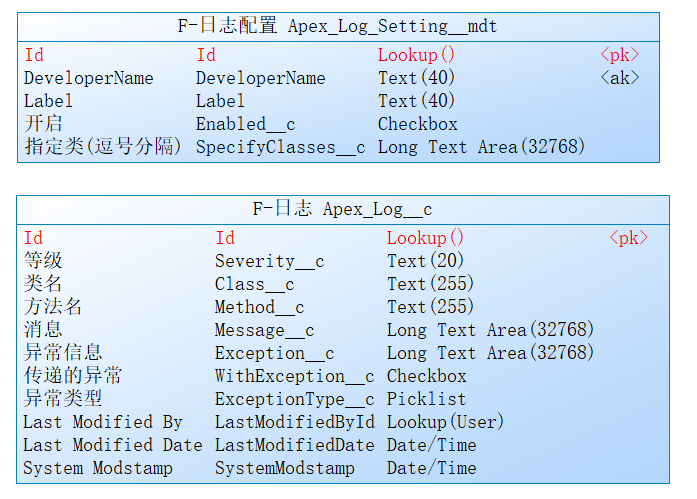 F-日志配置 Apex_Log_Setting__mdt
Id Id Lookup() <pk>
DeveloperName DeveloperName Text(40) <ak>
Label Label Text(40)
开启 Enabled__c Checkbox
指定类(逗号分隔) SpecifyClasses__c Long Text Area(32768)
F-日志 Apex_Log__c
Id Id Lookup() <pk>
等级 Severity__c Text(20)
类名 Class__c Text(255)
方法名 Method__c Text(255)
消息 Message__c Long Text Area(32768)
异常信息 Exception__c Long Text Area(32768)
传递的异常 WithException__c Checkbox
异常类型 ExceptionType__c Picklist
Last Modified By LastModifiedById Lookup(User)
Last Modified Date LastModifiedDate Date/Time
System Modstamp SystemModstamp Date/Time